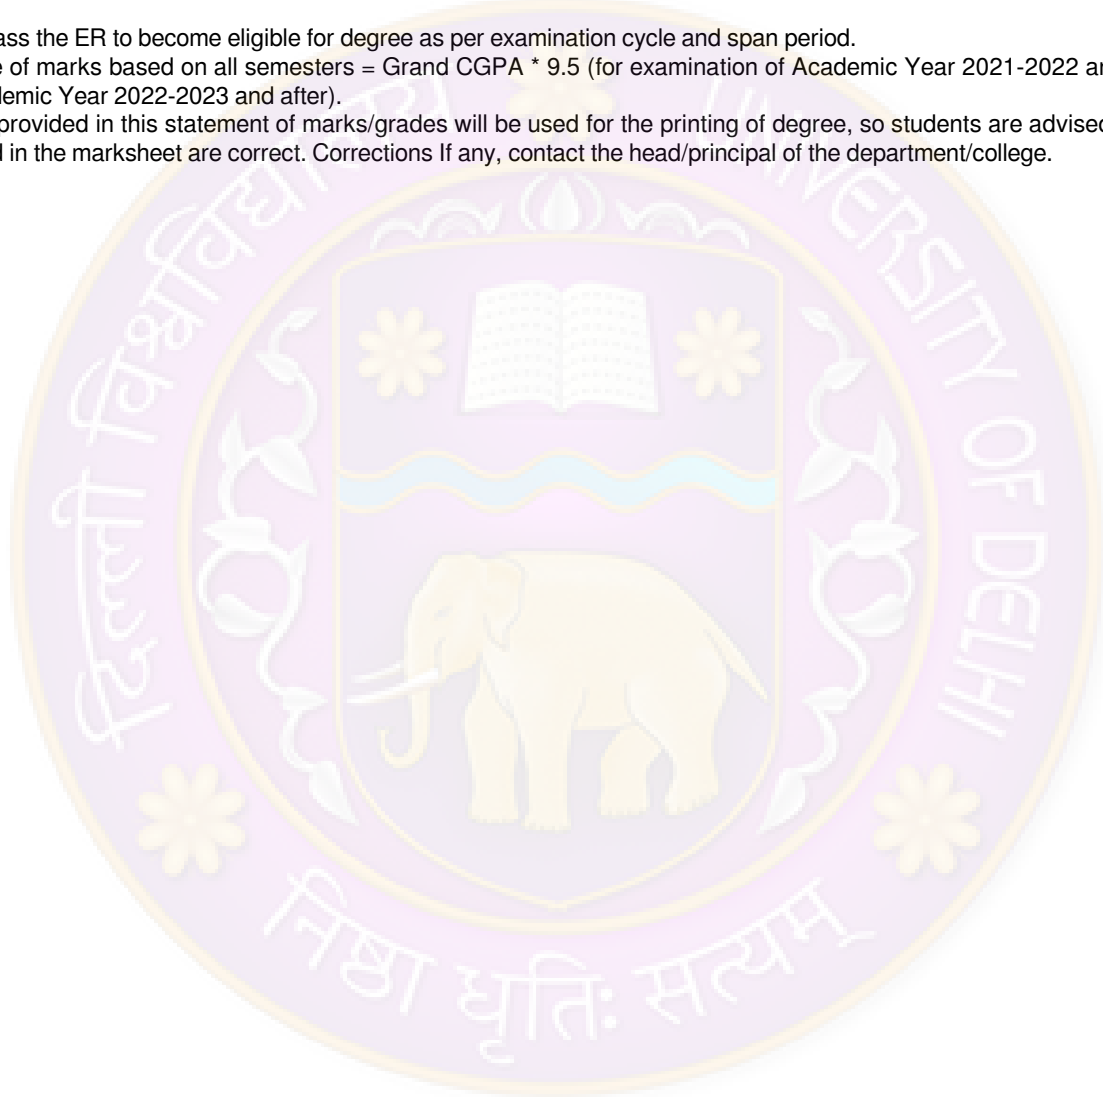 ass the ER to become eligible for degree as per examination cycle and span period.
e of marks based on all semesters = Grand CGPA * 9.5 (for examination of Academic Year 2021-2022 ar
demic Year 2022-2023 and after).
provided in this statement of marks/grades will be used for the printing of degree, so students are advised
d in the marksheet are correct. Corrections If any, contact the head/principal of the department/college.
दिल्ली विश्वविद्यालय
UNIVERSITY OF DELHI
निष्ठा धृतिः सत्यम्